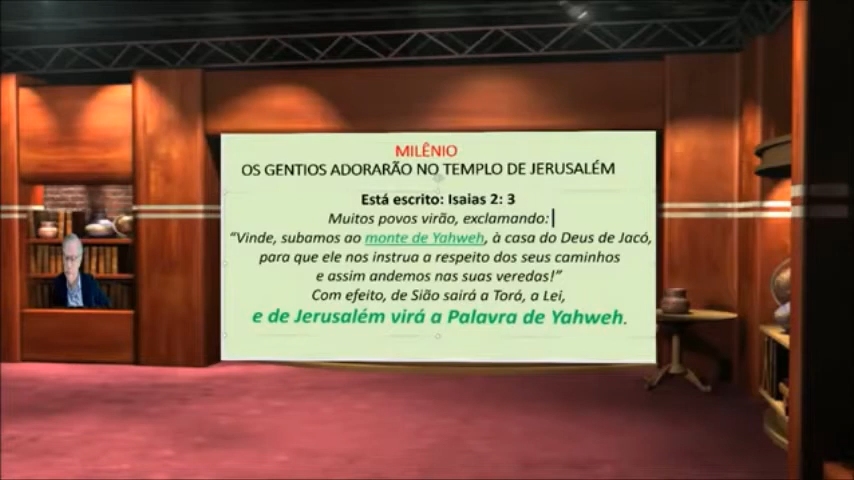 MILÊNIO
OS GENTIOS ADORARÃO NO TEMPLO DE JERUSALÉM
Está escrito: Isaias 2: 3
Muitos povos virão, exclamando:
“Vinde, subamos ao monte de Yahweh, à casa do Deus de Jacó,
para que ele nos instrua a respeito dos seus caminhos
e assim andemos nas suas veredas!”
Com efeito, de Sião sairá a Torá, a Lei,
e de Jerusalém virá a Palavra de Yahweh.